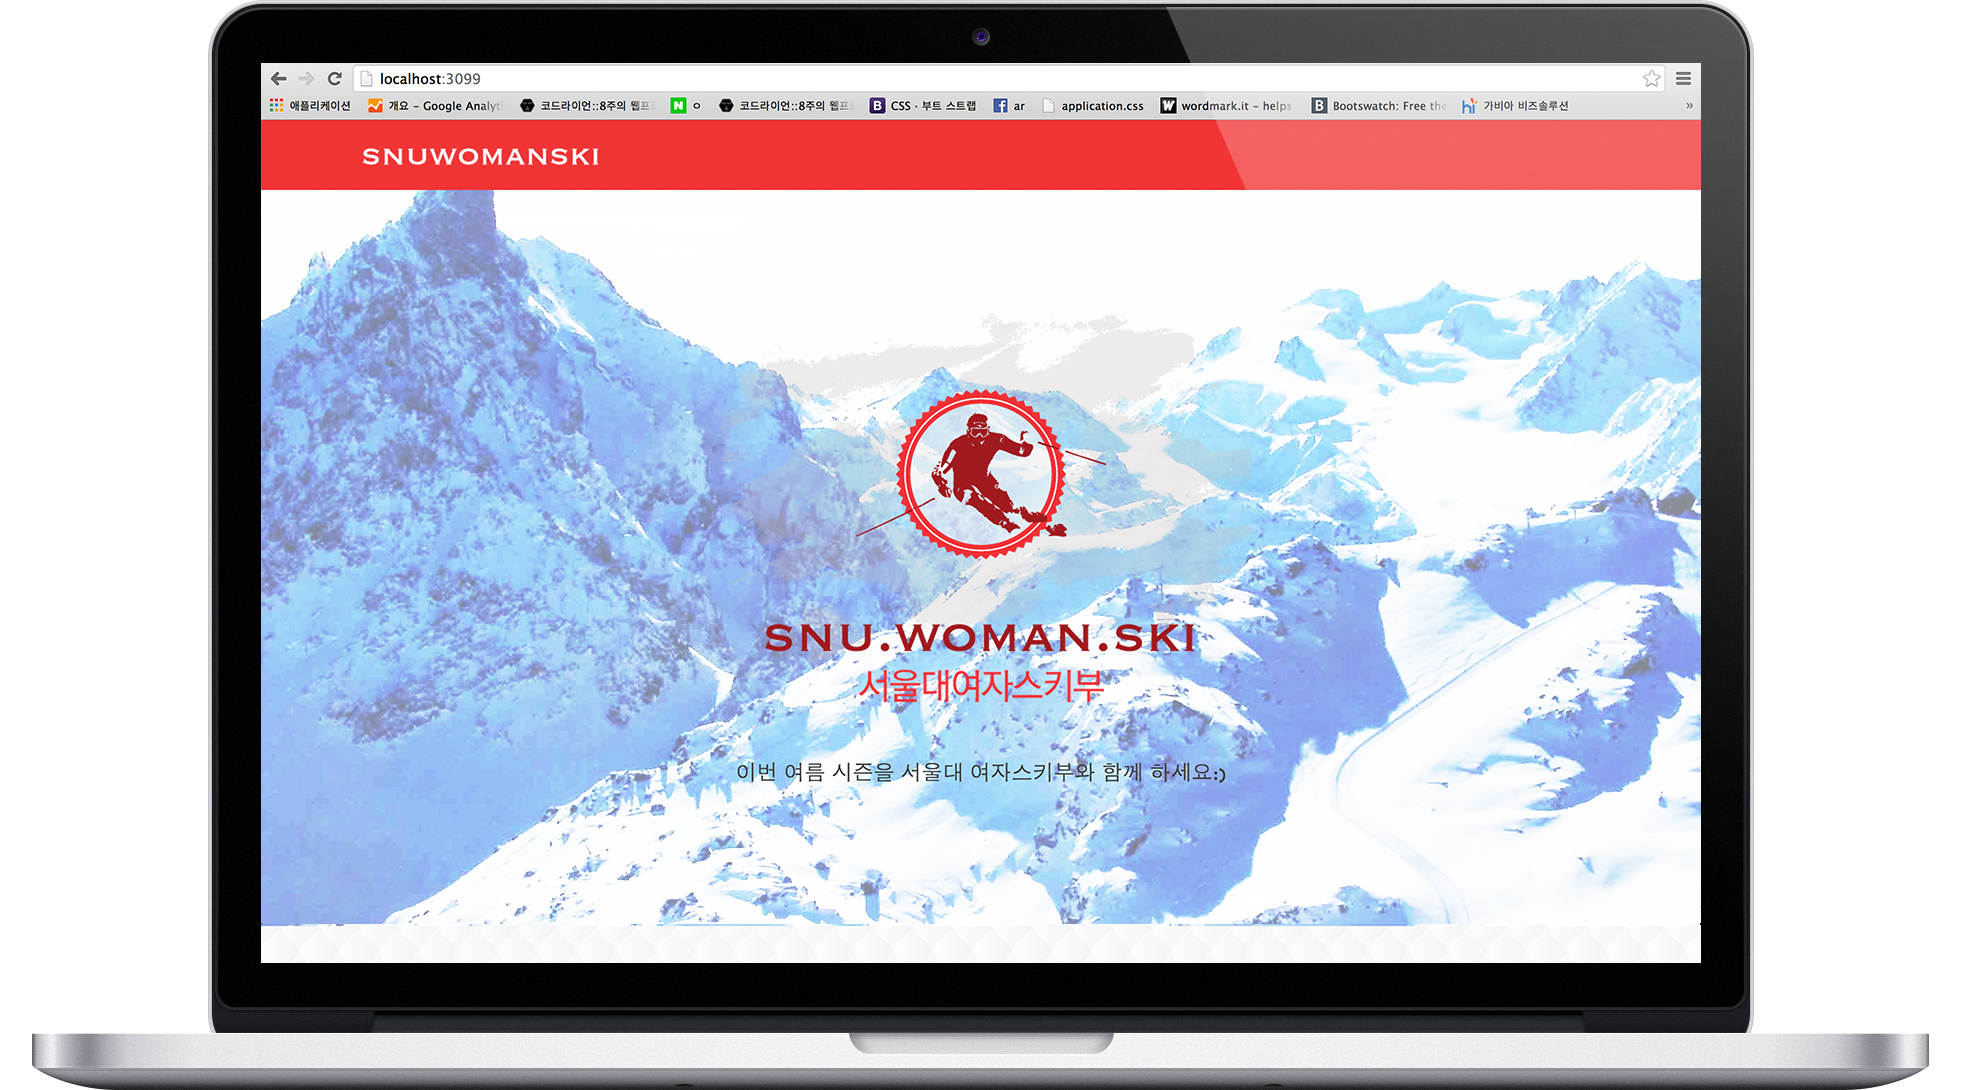 localhost:3099
애플리케이션 개요 – Google Analyt 코드라이언::8주의 웹프 ㅇ 코드라이언::8주의 웹프 CSS · 부트 스트랩 ar application.css wordmark.it – helps Bootswatch: Free the 가비아 비즈솔루션 »
SNUWOMANSKI
SNU.WOMAN.SKI
서울대여자스키부
이번 여름 시즌을 서울대 여자스키부와 함께 하세요:)